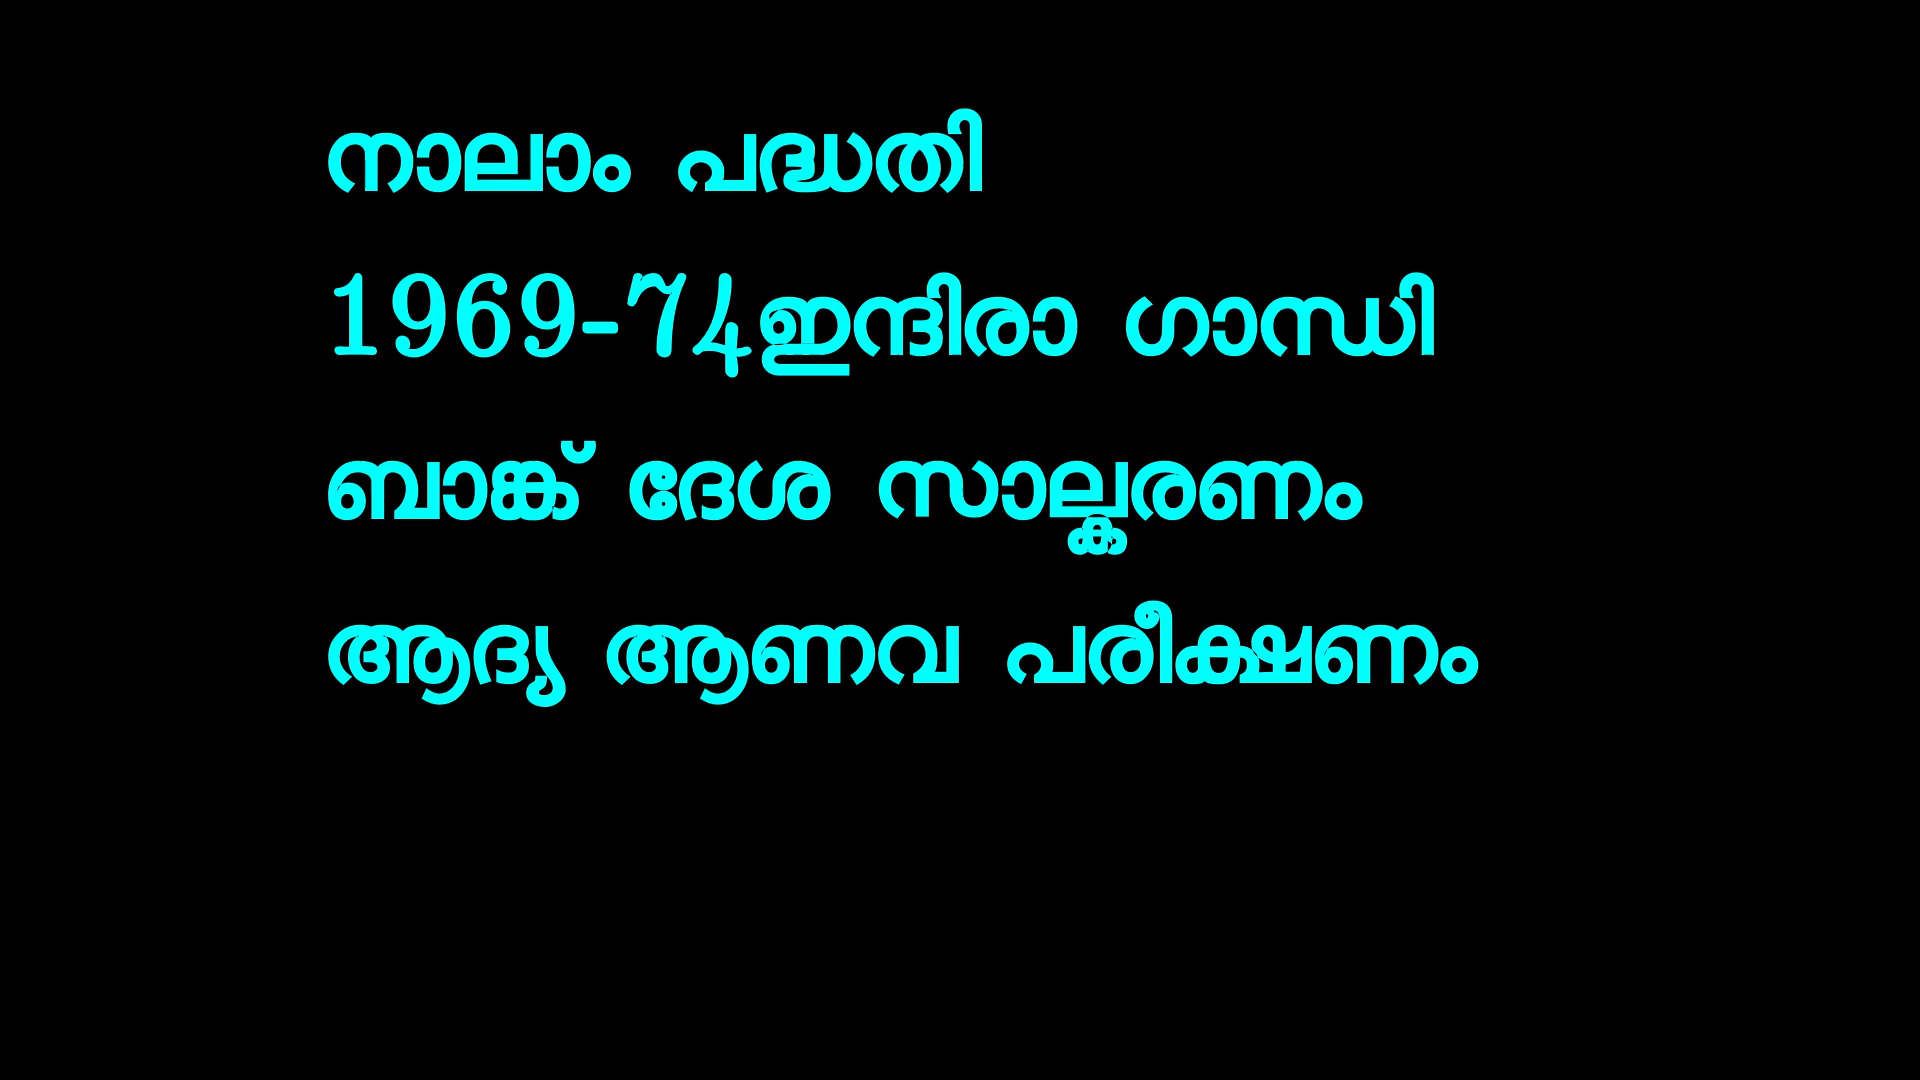 നാലാം പദ്ധതി
1969-74ഇന്ദിരാ ഗാന്ധി
ബാങ്ക് ദേശ സാല്ക്കരണം
ആദ്യ ആണവ പരീക്ഷണം